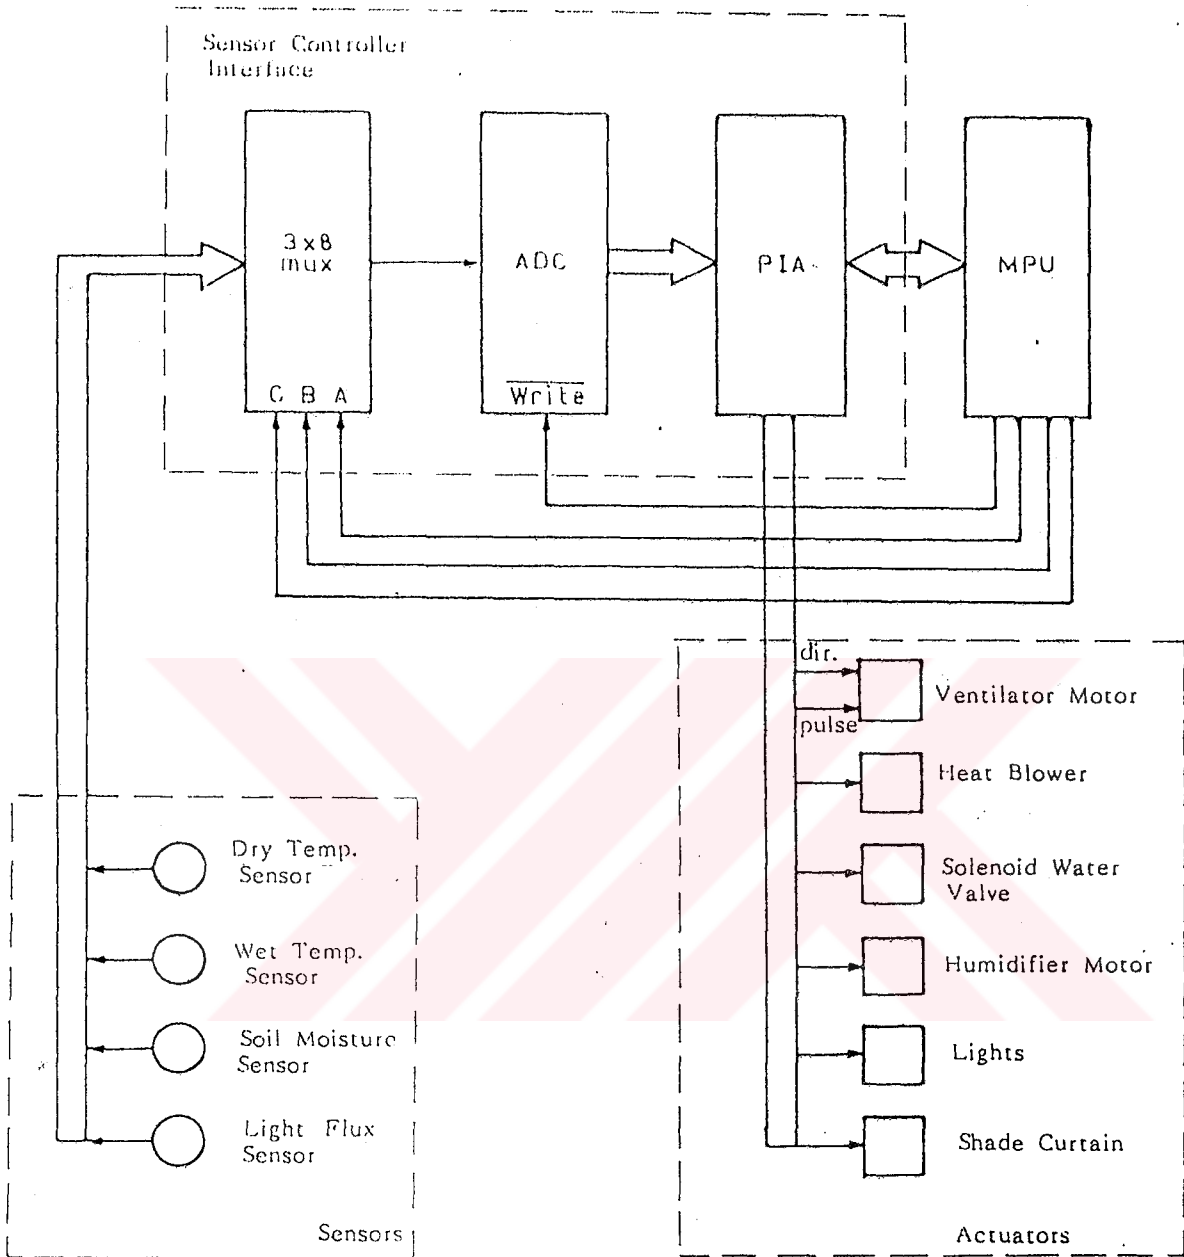 Sensor Controller
Interface
3x8
mux
ADC
PIA
MPU
C B A
Write
dir.
pulse
Ventilator Motor
Heat Blower
Solenoid Water
Valve
Humidifier Motor
Lights
Shade Curtain
Actuators
Dry Temp.
Sensor
Wet Temp.
Sensor
Soil Moisture
Sensor
Light Flux
Sensor
Sensors